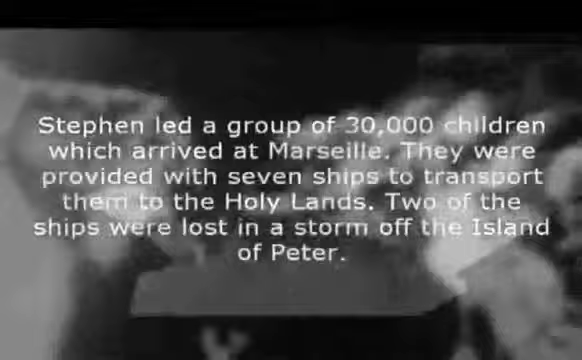 Stephen led a group of 30,000 children
which arrived at Marseille. They were
provided with seven ships to transport
them to the Holy Lands. Two of the
ships were lost in a storm off the Island
of Peter.